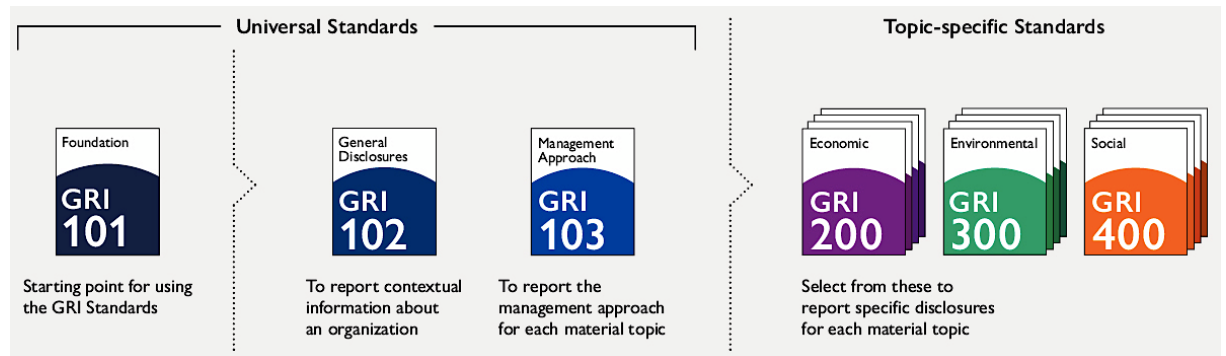 Universal Standards
Topic-specific Standards
Foundation
GRI
101
Starting point for using
the GRI Standards
General
Disclosures
GRI
102
To report contextual
information about
an organization
Management
Approach
GRI
103
To report the
management approach
for each material topic
Economic
GRI
200
Environmental
GRI
300
Social
GRI
400
Select from these to
report specific disclosures
for each material topic